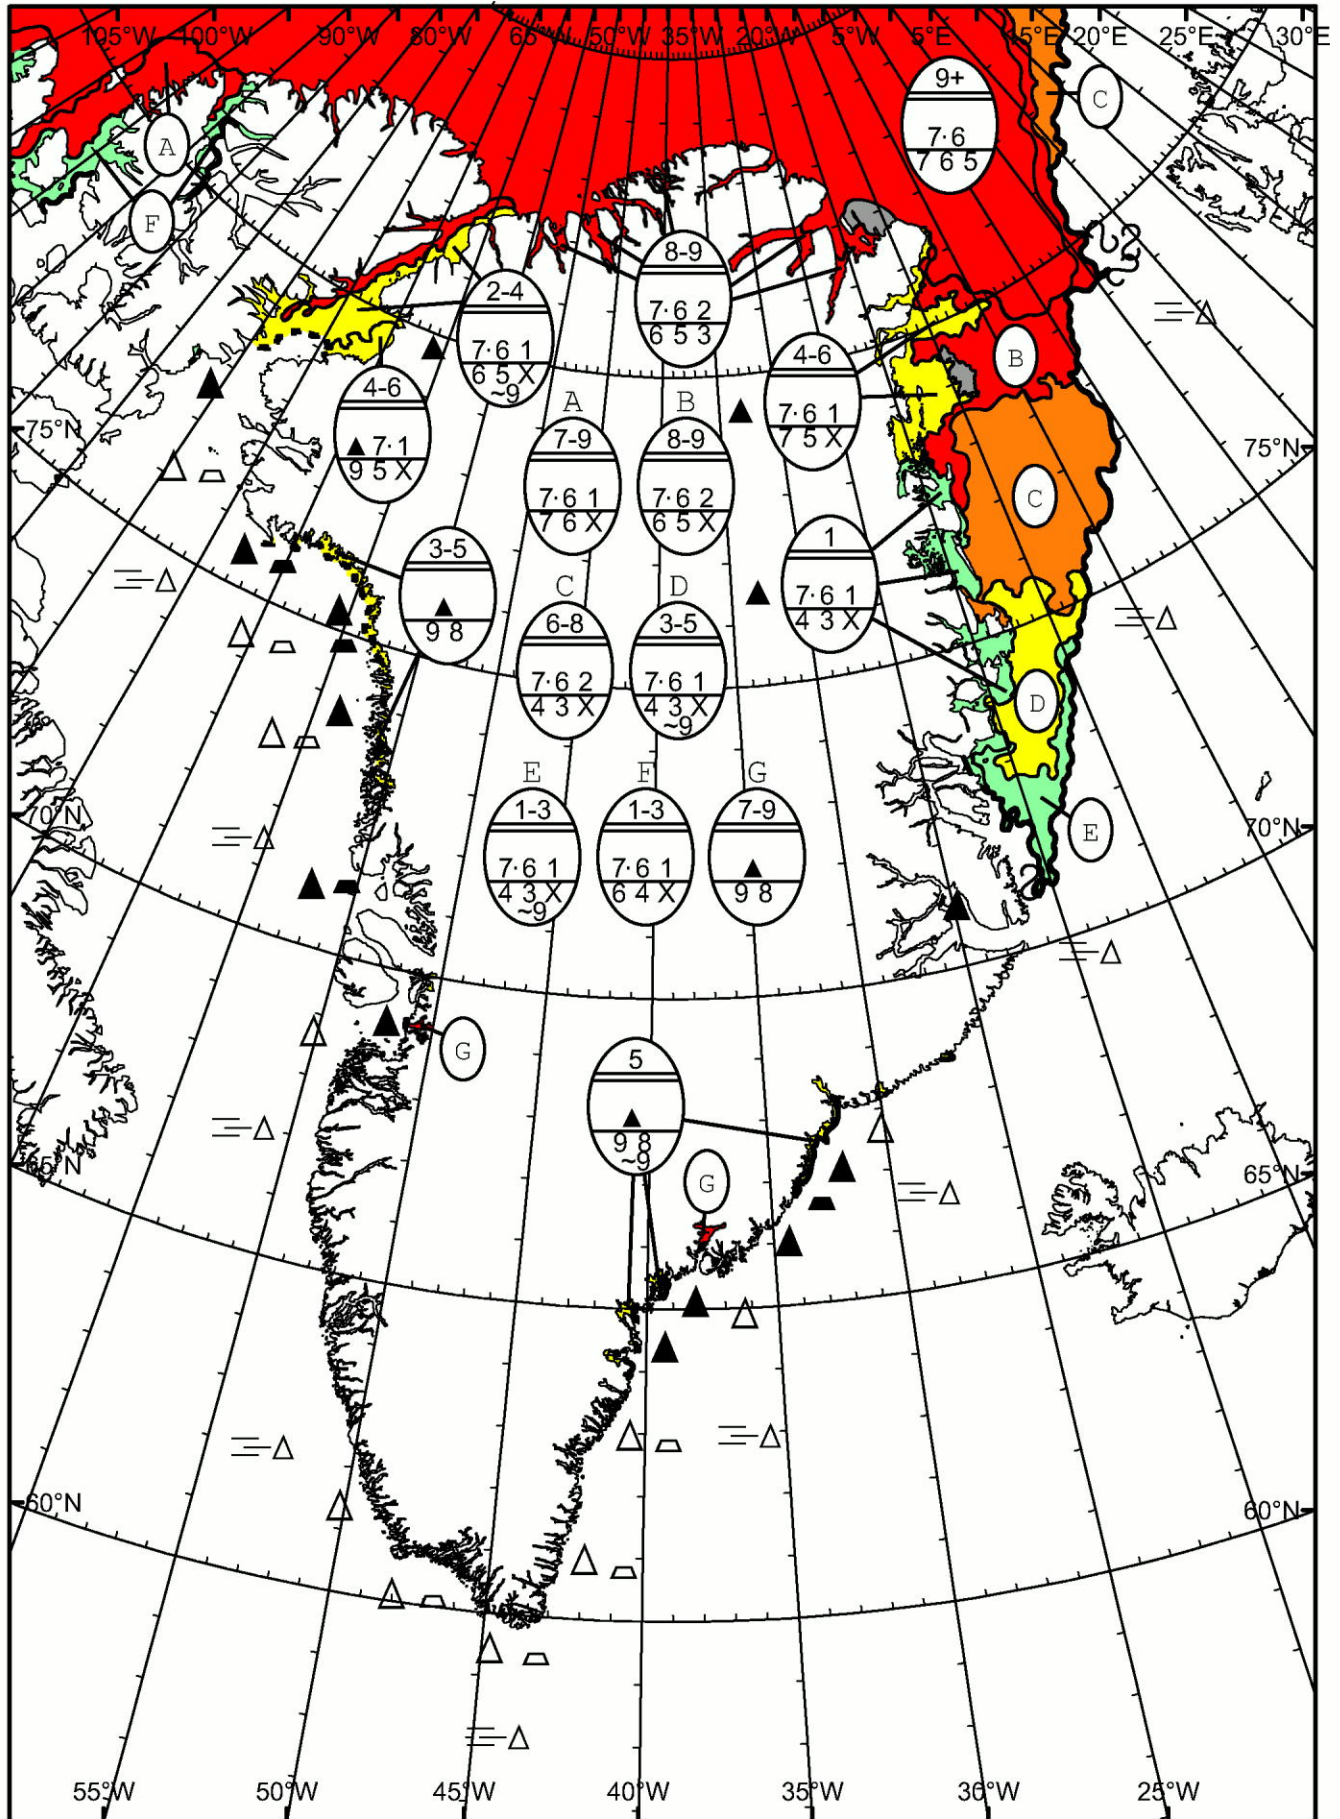 105°W 100°W 90°W 80°W 65°W 50°W 35°W 20°W 5°W 5°E 15°E 20°E 25°E 30°E
9+
7·6
7 6 5
C
A
F
8-9
7·6 2
6 5 3
2-4
7·6 1
6 5 X
~9
B
4-6
7·6 1
7 5 X
4-6
▲ 7·1
9 5 X
75°N
75°N
A
7-9
7·6 1
7 6 X
B
8-9
7·6 2
6 5 X
C
3-5
▲
9 8
1
7·6 1
4 3 X
C
6-8
7·6 2
4 3 X
D
3-5
7·6 1
4 3 X
~9
D
E
1-3
7·6 1
4 3 X
~9
F
1-3
7·6 1
6 4 X
G
7-9
▲
9 8
70°N
70°N
E
G
5
▲
9 8
~9
G
65°N
65°N
60°N
60°N
55°W 50°W 45°W 40°W 35°W 30°W 25°W